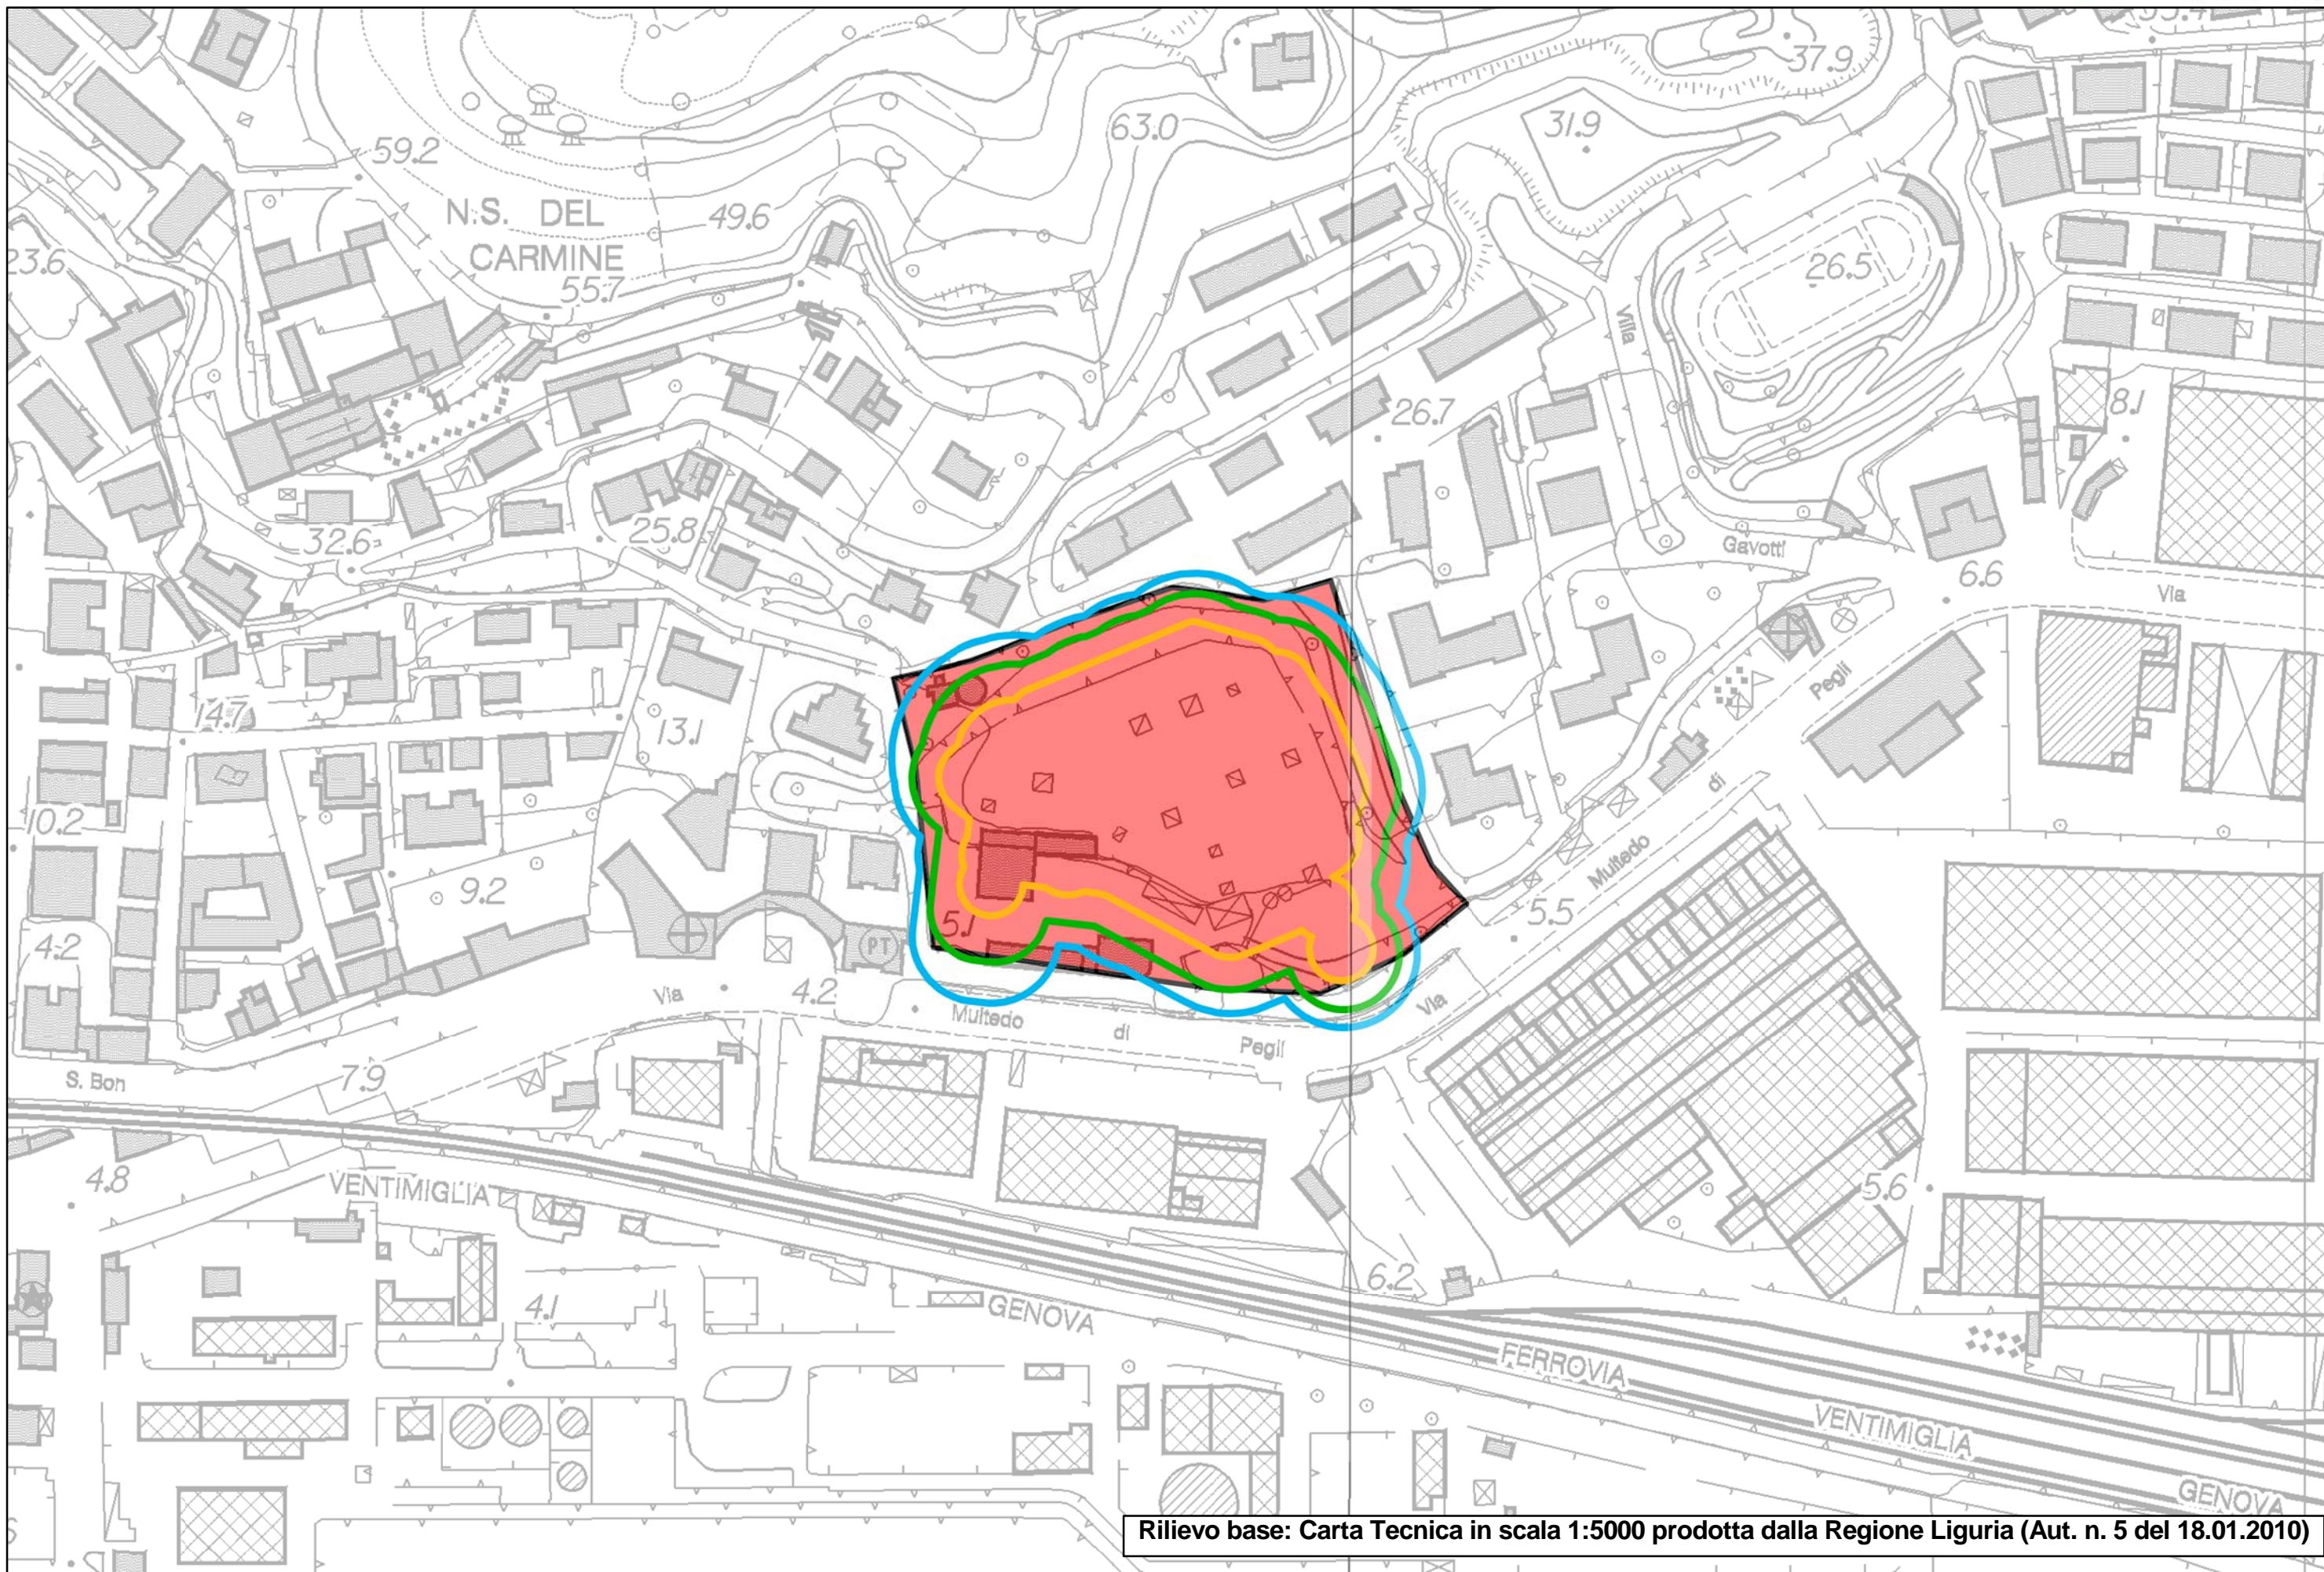 37.9
63.0
31.9
59.2
N.S. DEL
CARMINE
49.6
55.7
23.6
26.5
Villa
26.7
8.1
32.6
25.8
Gavotti
6.6
Via
Pegli
14.7
13.1
di
10.2
Multedo
9.2
5.1
5.5
4.2
PT
Via
4.2
Multedo
di
Pegli
Via
S. Bon
7.9
4.8
VENTIMIGLIA
5.6
6.2
4.1
GENOVA
FERROVIA
VENTIMIGLIA
GENOVA
Rilievo base: Carta Tecnica in scala 1:5000 prodotta dalla Regione Liguria (Aut. n. 5 del 18.01.2010)